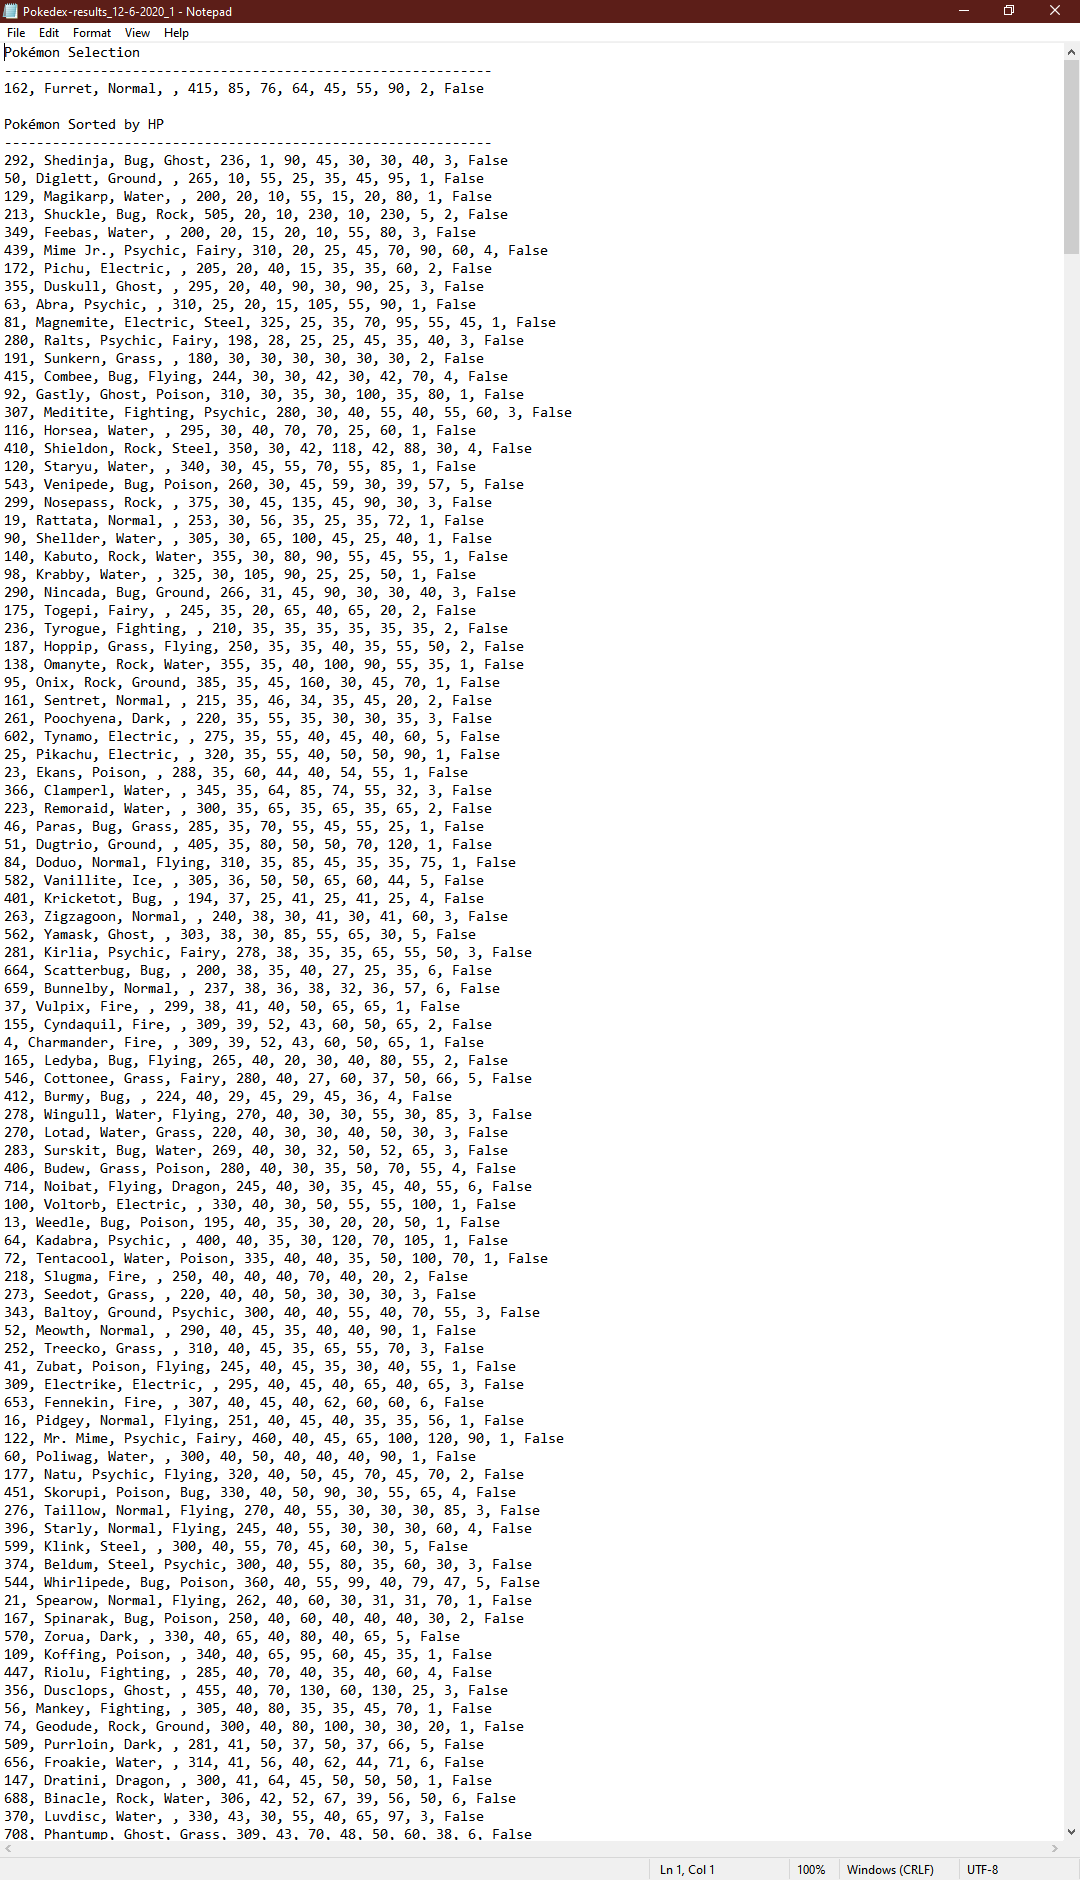 Pokedex-results_12-6-2020_1 - Notepad
File Edit Format View Help
Pokémon Selection
-------------------------------------------------------------
162, Furret, Normal, , 415, 85, 76, 64, 45, 55, 90, 2, False
Pokémon Sorted by HP
-------------------------------------------------------------
292, Shedinja, Bug, Ghost, 236, 1, 90, 45, 30, 30, 40, 3, False
50, Diglett, Ground, , 265, 10, 55, 25, 35, 45, 95, 1, False
129, Magikarp, Water, , 200, 20, 10, 55, 15, 20, 80, 1, False
213, Shuckle, Bug, Rock, 505, 20, 10, 230, 10, 230, 5, 2, False
349, Feebas, Water, , 200, 20, 15, 20, 10, 55, 80, 3, False
439, Mime Jr., Psychic, Fairy, 310, 20, 25, 45, 70, 90, 60, 4, False
172, Pichu, Electric, , 205, 20, 40, 15, 35, 35, 60, 2, False
355, Duskull, Ghost, , 295, 20, 40, 90, 30, 90, 25, 3, False
63, Abra, Psychic, , 310, 25, 20, 15, 105, 55, 90, 1, False
81, Magnemite, Electric, Steel, 325, 25, 35, 70, 95, 55, 45, 1, False
280, Ralts, Psychic, Fairy, 198, 28, 25, 25, 45, 35, 40, 3, False
191, Sunkern, Grass, , 180, 30, 30, 30, 30, 30, 30, 2, False
415, Combee, Bug, Flying, 244, 30, 30, 42, 30, 42, 70, 4, False
92, Gastly, Ghost, Poison, 310, 30, 35, 30, 100, 35, 80, 1, False
307, Meditite, Fighting, Psychic, 280, 30, 40, 55, 40, 55, 60, 3, False
116, Horsea, Water, , 295, 30, 40, 70, 70, 25, 60, 1, False
410, Shieldon, Rock, Steel, 350, 30, 42, 118, 42, 88, 30, 4, False
120, Staryu, Water, , 340, 30, 45, 55, 70, 55, 85, 1, False
543, Venipede, Bug, Poison, 260, 30, 45, 59, 30, 39, 57, 5, False
299, Nosepass, Rock, , 375, 30, 45, 135, 45, 90, 30, 3, False
19, Rattata, Normal, , 253, 30, 56, 35, 25, 35, 72, 1, False
90, Shellder, Water, , 305, 30, 65, 100, 45, 25, 40, 1, False
140, Kabuto, Rock, Water, 355, 30, 80, 90, 55, 45, 55, 1, False
98, Krabby, Water, , 325, 30, 105, 90, 25, 25, 50, 1, False
290, Nincada, Bug, Ground, 266, 31, 45, 90, 30, 30, 40, 3, False
175, Togepi, Fairy, , 245, 35, 20, 65, 40, 65, 20, 2, False
236, Tyrogue, Fighting, , 210, 35, 35, 35, 35, 35, 35, 2, False
187, Hoppip, Grass, Flying, 250, 35, 35, 40, 35, 55, 50, 2, False
138, Omanyte, Rock, Water, 355, 35, 40, 100, 90, 55, 35, 1, False
95, Onix, Rock, Ground, 385, 35, 45, 160, 30, 45, 70, 1, False
161, Sentret, Normal, , 215, 35, 46, 34, 35, 45, 20, 2, False
261, Poochyena, Dark, , 220, 35, 55, 35, 30, 30, 35, 3, False
602, Tynamo, Electric, , 275, 35, 55, 40, 45, 40, 60, 5, False
25, Pikachu, Electric, , 320, 35, 55, 40, 50, 50, 90, 1, False
23, Ekans, Poison, , 288, 35, 60, 44, 40, 54, 55, 1, False
366, Clamperl, Water, , 345, 35, 64, 85, 74, 55, 32, 3, False
223, Remoraid, Water, , 300, 35, 65, 35, 65, 35, 65, 2, False
46, Paras, Bug, Grass, 285, 35, 70, 55, 45, 55, 25, 1, False
51, Dugtrio, Ground, , 405, 35, 80, 50, 50, 70, 120, 1, False
84, Doduo, Normal, Flying, 310, 35, 85, 45, 35, 35, 75, 1, False
582, Vanillite, Ice, , 305, 36, 50, 50, 65, 60, 44, 5, False
401, Kricketot, Bug, , 194, 37, 25, 41, 25, 41, 25, 4, False
263, Zigzagoon, Normal, , 240, 38, 30, 41, 30, 41, 60, 3, False
562, Yamask, Ghost, , 303, 38, 30, 85, 55, 65, 30, 5, False
281, Kirlia, Psychic, Fairy, 278, 38, 35, 35, 65, 55, 50, 3, False
664, Scatterbug, Bug, , 200, 38, 35, 40, 27, 25, 35, 6, False
659, Bunnelby, Normal, , 237, 38, 36, 38, 32, 36, 57, 6, False
37, Vulpix, Fire, , 299, 38, 41, 40, 50, 65, 65, 1, False
155, Cyndaquil, Fire, , 309, 39, 52, 43, 60, 50, 65, 2, False
4, Charmander, Fire, , 309, 39, 52, 43, 60, 50, 65, 1, False
165, Ledyba, Bug, Flying, 265, 40, 20, 30, 40, 80, 55, 2, False
546, Cottonee, Grass, Fairy, 280, 40, 27, 60, 37, 50, 66, 5, False
412, Burmy, Bug, , 224, 40, 29, 45, 29, 45, 36, 4, False
278, Wingull, Water, Flying, 270, 40, 30, 30, 55, 30, 85, 3, False
270, Lotad, Water, Grass, 220, 40, 30, 30, 40, 50, 30, 3, False
283, Surskit, Bug, Water, 269, 40, 30, 32, 50, 52, 65, 3, False
406, Budew, Grass, Poison, 280, 40, 30, 35, 50, 70, 55, 4, False
714, Noibat, Flying, Dragon, 245, 40, 30, 35, 45, 40, 55, 6, False
100, Voltorb, Electric, , 330, 40, 30, 50, 55, 55, 100, 1, False
13, Weedle, Bug, Poison, 195, 40, 35, 30, 20, 20, 50, 1, False
64, Kadabra, Psychic, , 400, 40, 35, 30, 120, 70, 105, 1, False
72, Tentacool, Water, Poison, 335, 40, 40, 35, 50, 100, 70, 1, False
218, Slugma, Fire, , 250, 40, 40, 40, 70, 40, 20, 2, False
273, Seedot, Grass, , 220, 40, 40, 50, 30, 30, 30, 3, False
343, Baltoy, Ground, Psychic, 300, 40, 40, 55, 40, 70, 55, 3, False
52, Meowth, Normal, , 290, 40, 45, 35, 40, 40, 90, 1, False
252, Treecko, Grass, , 310, 40, 45, 35, 65, 55, 70, 3, False
41, Zubat, Poison, Flying, 245, 40, 45, 35, 30, 40, 55, 1, False
309, Electrike, Electric, , 295, 40, 45, 40, 65, 40, 65, 3, False
653, Fennekin, Fire, , 307, 40, 45, 40, 62, 60, 60, 6, False
16, Pidgey, Normal, Flying, 251, 40, 45, 40, 35, 35, 56, 1, False
122, Mr. Mime, Psychic, Fairy, 460, 40, 45, 65, 100, 120, 90, 1, False
60, Poliwag, Water, , 300, 40, 50, 40, 40, 40, 90, 1, False
177, Natu, Psychic, Flying, 320, 40, 50, 45, 70, 45, 70, 2, False
451, Skorupi, Poison, Bug, 330, 40, 50, 90, 30, 55, 65, 4, False
276, Taillow, Normal, Flying, 270, 40, 55, 30, 30, 30, 85, 3, False
396, Starly, Normal, Flying, 245, 40, 55, 30, 30, 30, 60, 4, False
599, Klink, Steel, , 300, 40, 55, 70, 45, 60, 30, 5, False
374, Beldum, Steel, Psychic, 300, 40, 55, 80, 35, 60, 30, 3, False
544, Whirlipede, Bug, Poison, 360, 40, 55, 99, 40, 79, 47, 5, False
21, Spearow, Normal, Flying, 262, 40, 60, 30, 31, 31, 70, 1, False
167, Spinarak, Bug, Poison, 250, 40, 60, 40, 40, 40, 30, 2, False
570, Zorua, Dark, , 330, 40, 65, 40, 80, 40, 65, 5, False
109, Koffing, Poison, , 340, 40, 65, 95, 60, 45, 35, 1, False
447, Riolu, Fighting, , 285, 40, 70, 40, 35, 40, 60, 4, False
356, Dusclops, Ghost, , 455, 40, 70, 130, 60, 130, 25, 3, False
56, Mankey, Fighting, , 305, 40, 80, 35, 35, 45, 70, 1, False
74, Geodude, Rock, Ground, 300, 40, 80, 100, 30, 30, 20, 1, False
509, Purrloin, Dark, , 281, 41, 50, 37, 50, 37, 66, 5, False
656, Froakie, Water, , 314, 41, 56, 40, 62, 44, 71, 6, False
147, Dratini, Dragon, , 300, 41, 64, 45, 50, 50, 50, 1, False
688, Binacle, Rock, Water, 306, 42, 52, 67, 39, 56, 50, 6, False
370, Luvdisc, Water, , 330, 43, 30, 55, 40, 65, 97, 3, False
708, Phantump, Ghost, Grass, 309, 43, 70, 48, 50, 60, 38, 6, False
Ln 1, Col 1 100% Windows (CRLF) UTF-8